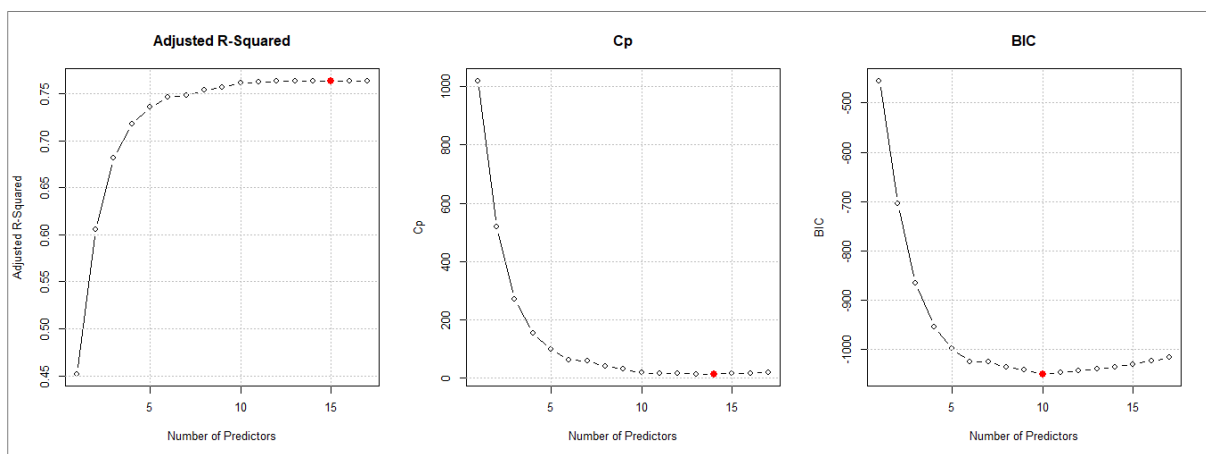 Adjusted R-Squared
Adjusted R-Squared
0.75
0.70
0.65
0.60
0.55
0.50
0.45
5 10 15
Number of Predictors
Cp
Cp
1000
800
600
400
200
0
5 10 15
Number of Predictors
BIC
BIC
-500
-600
-700
-800
-900
-1000
5 10 15
Number of Predictors